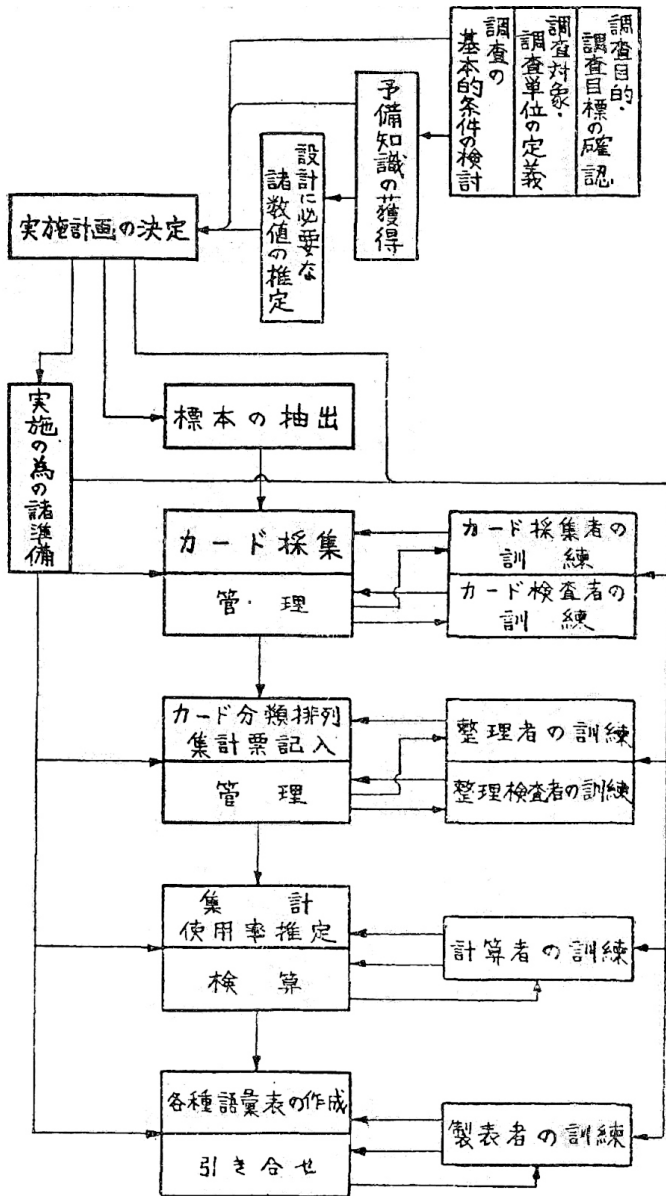 調査目的・
調査目標の確認
調査対象・
調査単位の定義
調査の
基本的条件の検討
予備知識の獲得
設計に必要な
諸数値の推定
実施計画の決定
実施の為の諸準備
標本の抽出
カード採集
管・理
カード採集者の
訓練
カード検査者の
訓練
カード分類排列
集計票記入
管理
整理者の訓練
整理検査者の訓練
集計
使用率推定
検算
計算者の訓練
各種語彙表の作成
引き合せ
製表者の訓練